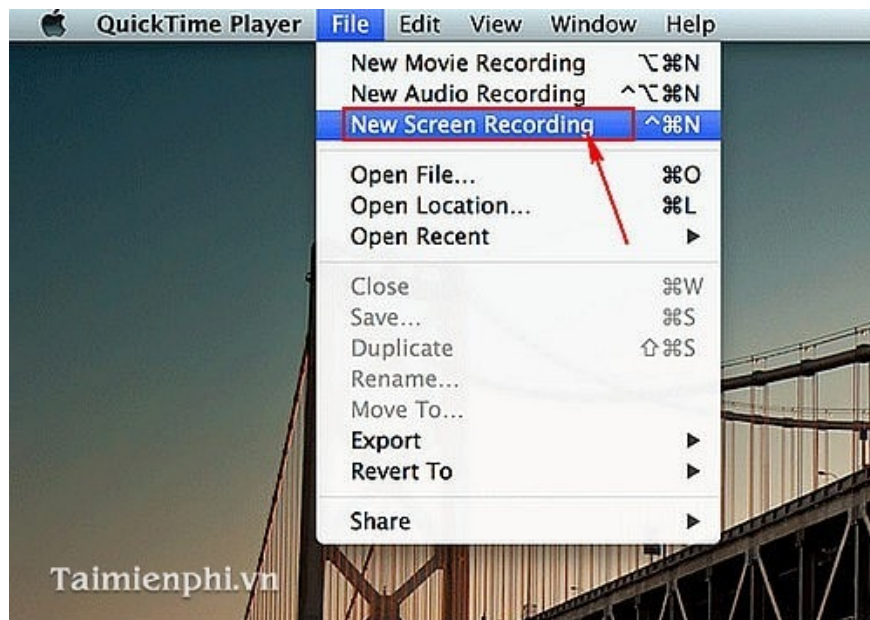 QuickTime Player File Edit View Window Help
New Movie Recording ⌥⌘N
New Audio Recording ^⌥⌘N
New Screen Recording ^⌘N
Open File... ⌘O
Open Location... ⌘L
Open Recent ▶
Close ⌘W
Save... ⌘S
Duplicate ⇧⌘S
Rename...
Move To...
Export ▶
Revert To ▶
Share ▶
Taimienphi.vn